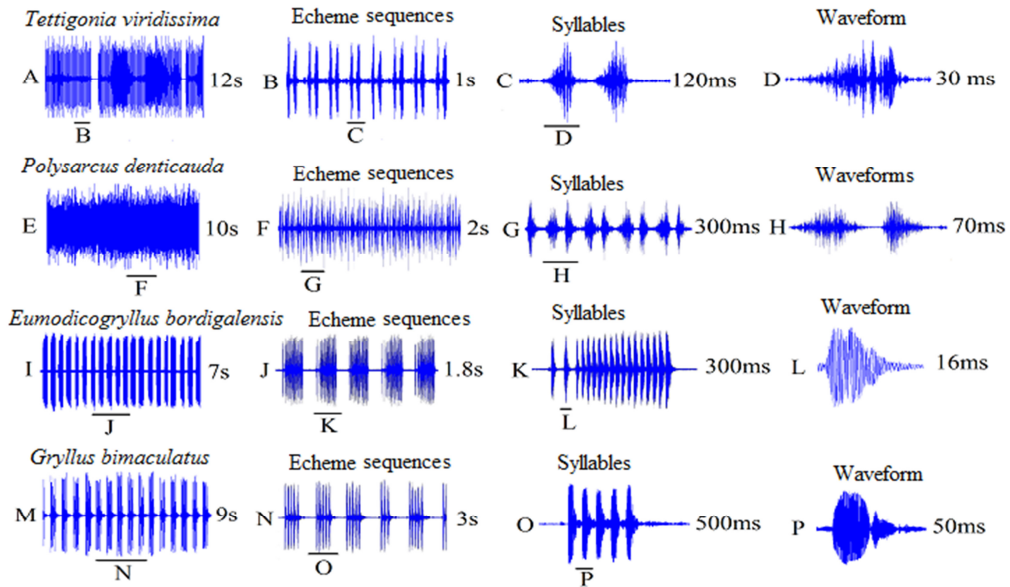 Tettigonia viridissima
Echeme sequences
Syllables
Waveform
A
12s
B
1s
C
120ms
D
30 ms
B
C
D
Polysarcus denticauda
Echeme sequences
Syllables
Waveforms
E
10s
F
2s
G
300ms
H
70ms
F
G
H
Eumodicogryllus bordigalensis
Echeme sequences
Syllables
Waveform
I
7s
J
1.8s
K
300ms
L
16ms
J
K
L
Gryllus bimaculatus
Echeme sequences
Syllables
Waveform
M
9s
N
3s
O
500ms
P
50ms
N
O
P